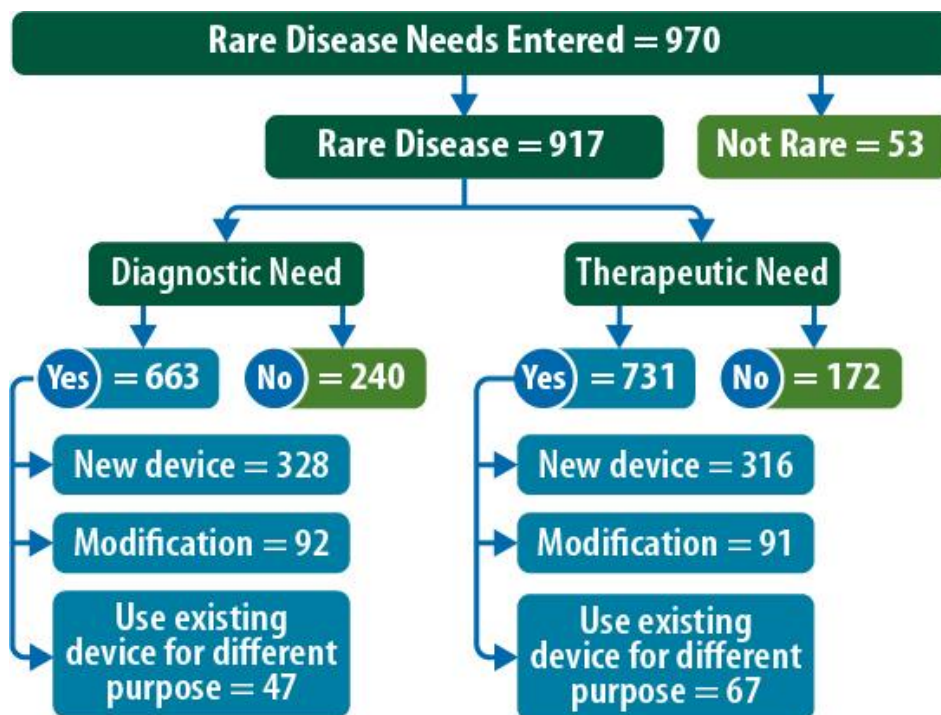 Rare Disease Needs Entered = 970
Rare Disease = 917
Not Rare = 53
Diagnostic Need
Therapeutic Need
Yes = 663
No = 240
Yes = 731
No = 172
New device = 328
New device = 316
Modification = 92
Modification = 91
Use existing
device for different
purpose = 47
Use existing
device for different
purpose = 67